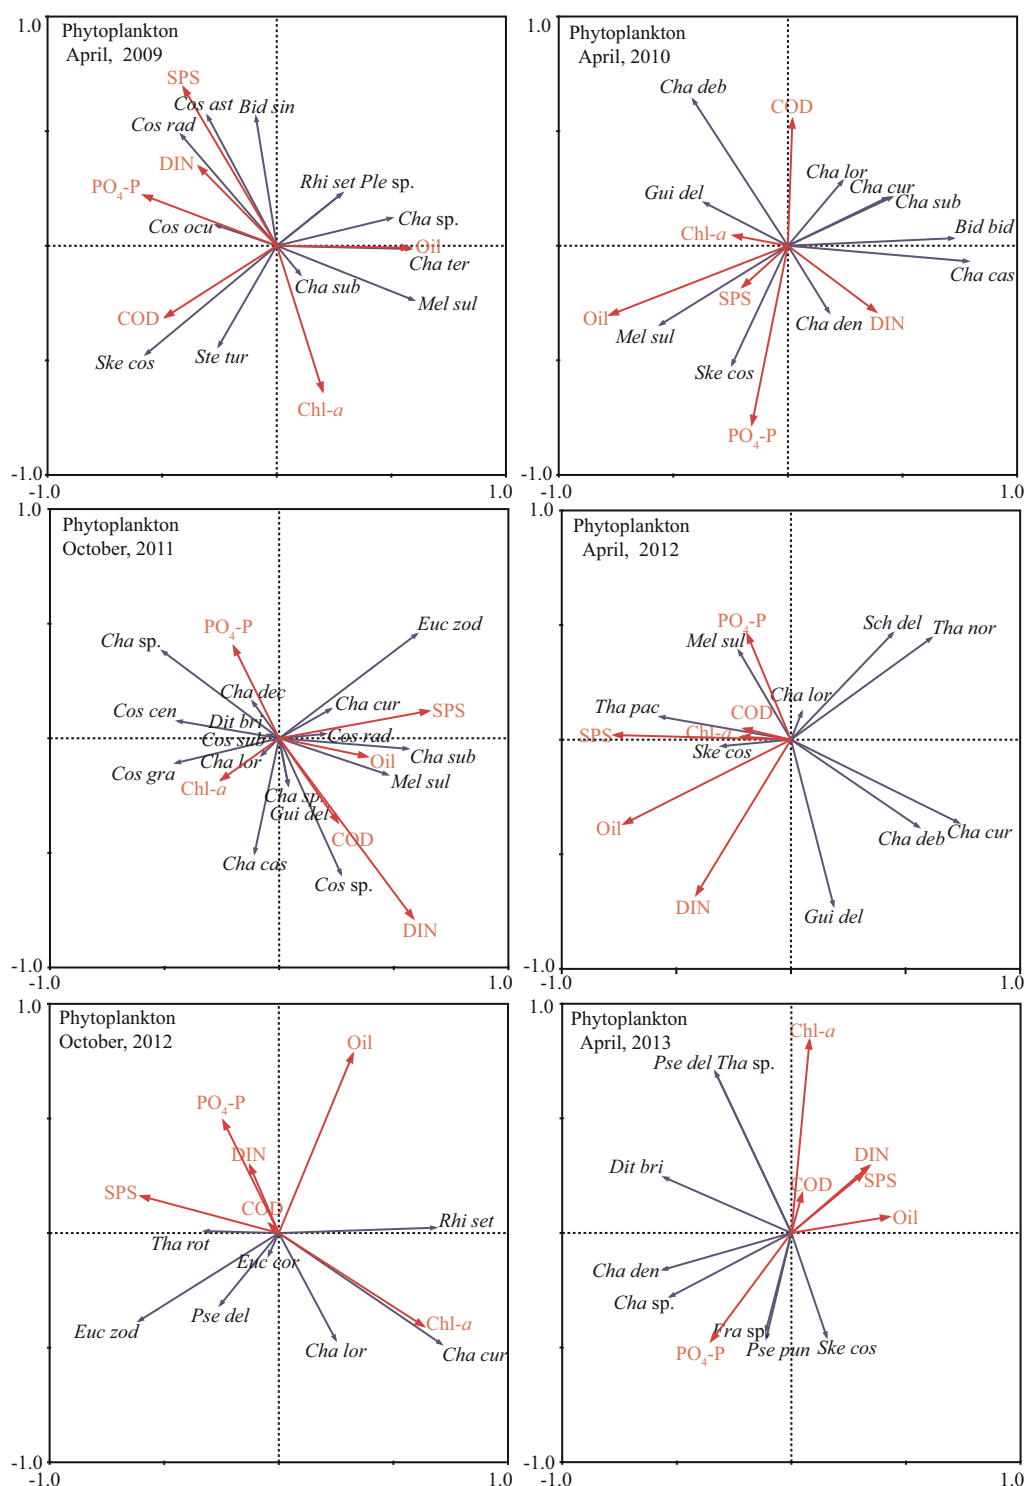 1.0
Phytoplankton
April, 2009
SPS
Cos ast
Bid sin
Cos rad
DIN
PO4-P
Rhi set Ple sp.
Cos ocu
Cha sp.
Oil
Cha ter
Cha sub
Mel sul
COD
Ske cos
Ste tur
Chl-a
-1.0
-1.0
1.0
1.0
Phytoplankton
April, 2010
Cha deb
COD
Cha lor
Cha cur
Gui del
Cha sub
Chl-a
Bid bid
Cha cas
SPS
Oil
Mel sul
Cha den
DIN
Ske cos
PO4-P
-1.0
-1.0
1.0
1.0
Phytoplankton
October, 2011
PO4-P
Euc zod
Cha sp.
Cha dec
Cha cur
SPS
Cos cen
Dit bri
Cos rad
Cos sub
Cha sub
Cha lor
Oil
Cos gra
Mel sul
Chl-a
Cha sp.
Gui del
COD
Cha cas
Cos sp.
DIN
-1.0
-1.0
1.0
1.0
Phytoplankton
April, 2012
PO4-P
Sch del
Mel sul
Tha nor
Cha lor
Tha pac
COD
SPS
Chl-a
Ske cos
Oil
Cha deb
Cha cur
DIN
Gui del
-1.0
-1.0
1.0
1.0
Phytoplankton
October, 2012
Oil
PO4-P
DIN
SPS
COD
Rhi set
Tha rot
Euc cor
Pse del
Euc zod
Chl-a
Cha lor
Cha cur
-1.0
-1.0
1.0
1.0
Phytoplankton
April, 2013
Chl-a
Pse del Tha sp.
DIN
Dit bri
COD
SPS
Oil
Cha den
Cha sp.
Fra sp.
PO4-P
Pse pun
Ske cos
-1.0
-1.0
1.0